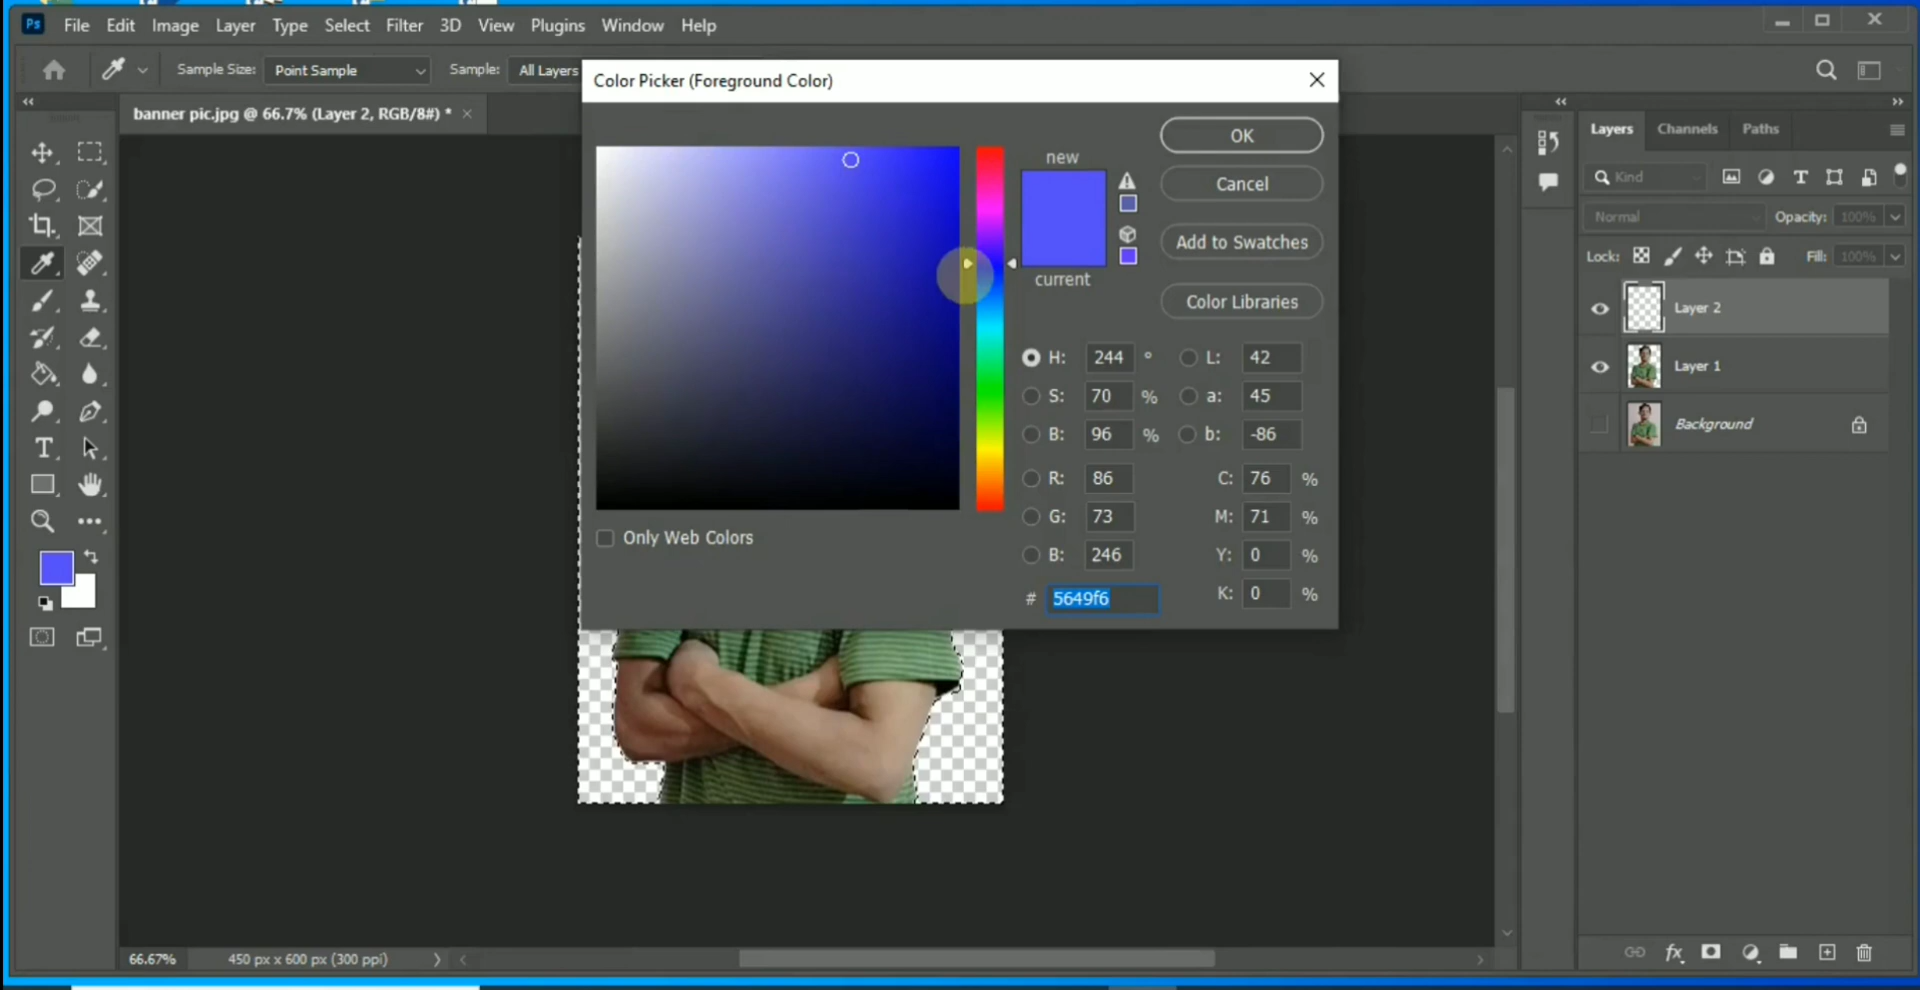 Ps File Edit Image Layer Type Select Filter 3D View Plugins Window Help
Sample Size: Point Sample Sample: All Layers
banner pic.jpg @ 66.7% (Layer 2, RGB/8#) * ×
Color Picker (Foreground Color)
new
current
OK
Cancel
Add to Swatches
Color Libraries
H: 244 °
S: 70 %
B: 96 %
R: 86
G: 73
B: 246
# 5649f6
L: 42
a: 45
b: -86
C: 76 %
M: 71 %
Y: 0 %
K: 0 %
Only Web Colors
Layers Channels Paths
Kind
Normal Opacity: 100%
Lock: Fill: 100%
Layer 2
Layer 1
Background
66.67% 450 px x 600 px (300 ppi)